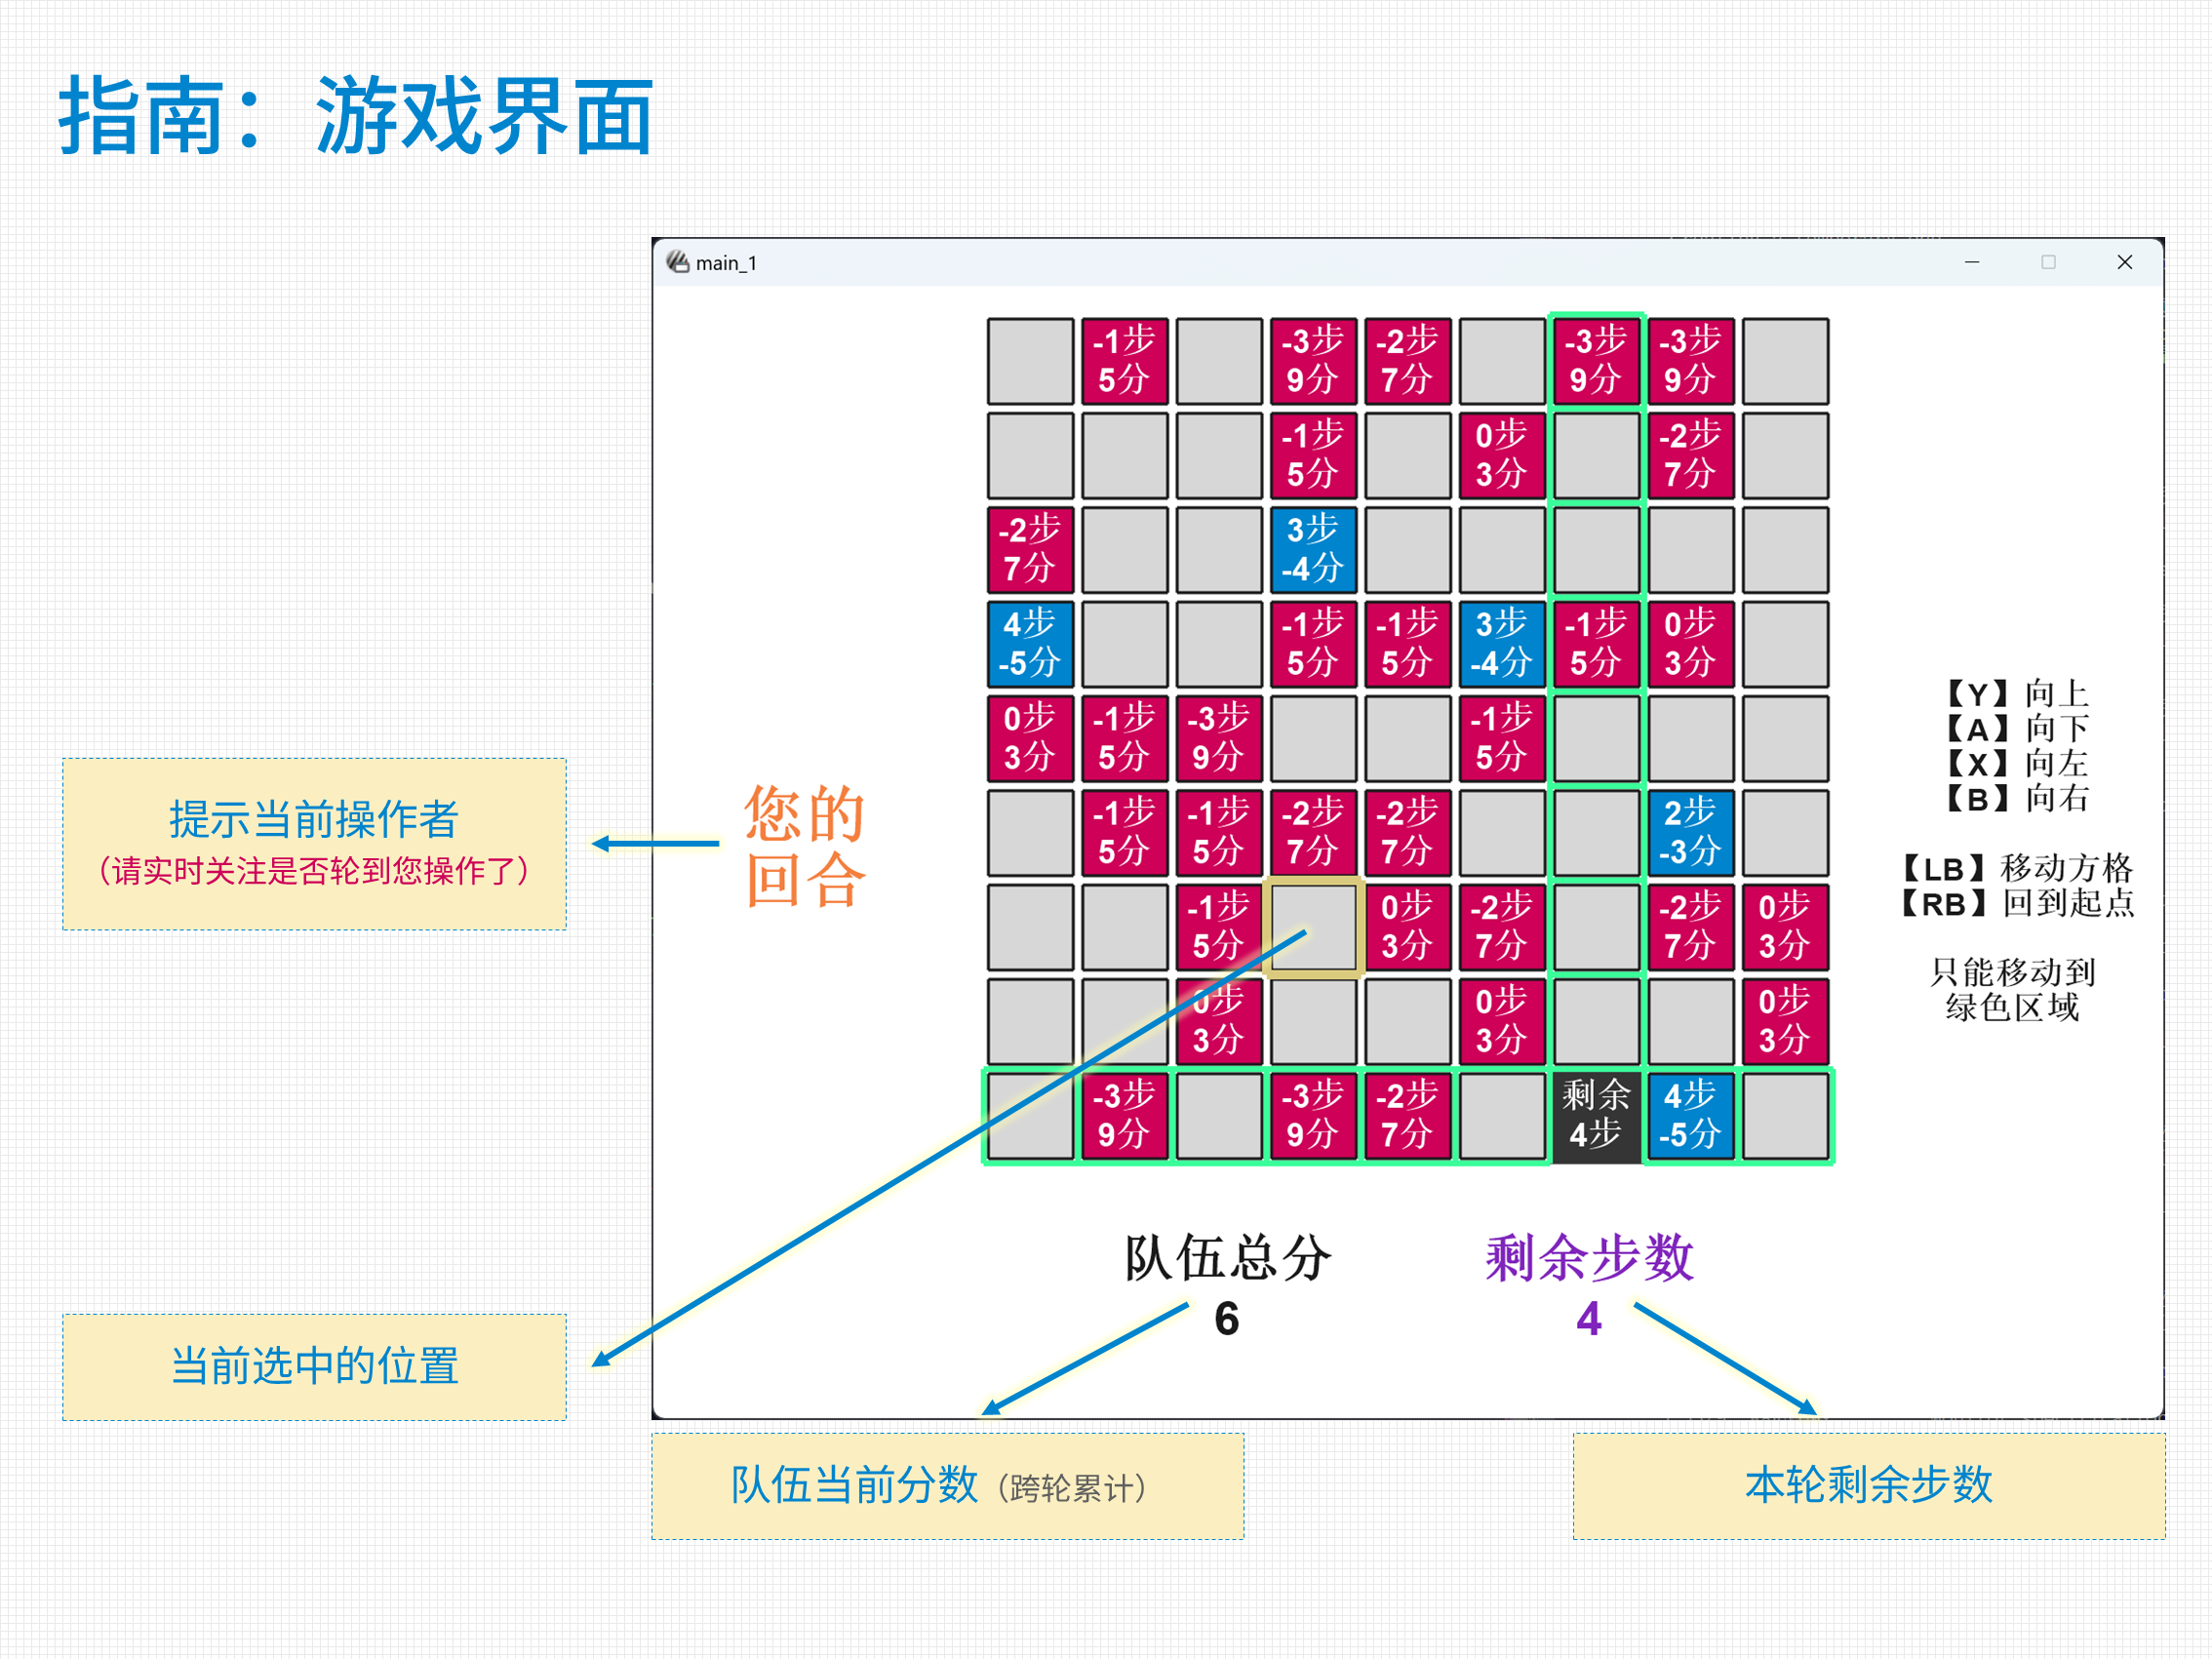 指南：游戏界面
main_1
-1步 -3步 -2步 -3步 -3步
5分 9分 7分 9分 9分
-1步 0步 -2步
5分 3分 7分
-2步 3步
7分 -4分
4步 -1步 -1步 3步 -1步 0步
-5分 5分 5分 -4分 5分 3分
0步 -1步 -3步 -1步
3分 5分 9分 5分
-1步 -1步 -2步 -2步 2步
5分 5分 7分 7分 -3分
-1步 0步 -2步 -2步 0步
5分 3分 7分 7分 3分
0步 0步 0步
3分 3分 3分
-3步 -3步 -2步 剩余 4步
9分 9分 7分 4步 -5分
【Y】向上
【A】向下
【X】向左
【B】向右
【LB】移动方格
【RB】回到起点
只能移动到
绿色区域
您的
回合
提示当前操作者
（请实时关注是否轮到您操作了）
队伍总分
6
剩余步数
4
当前选中的位置
队伍当前分数（跨轮累计）
本轮剩余步数